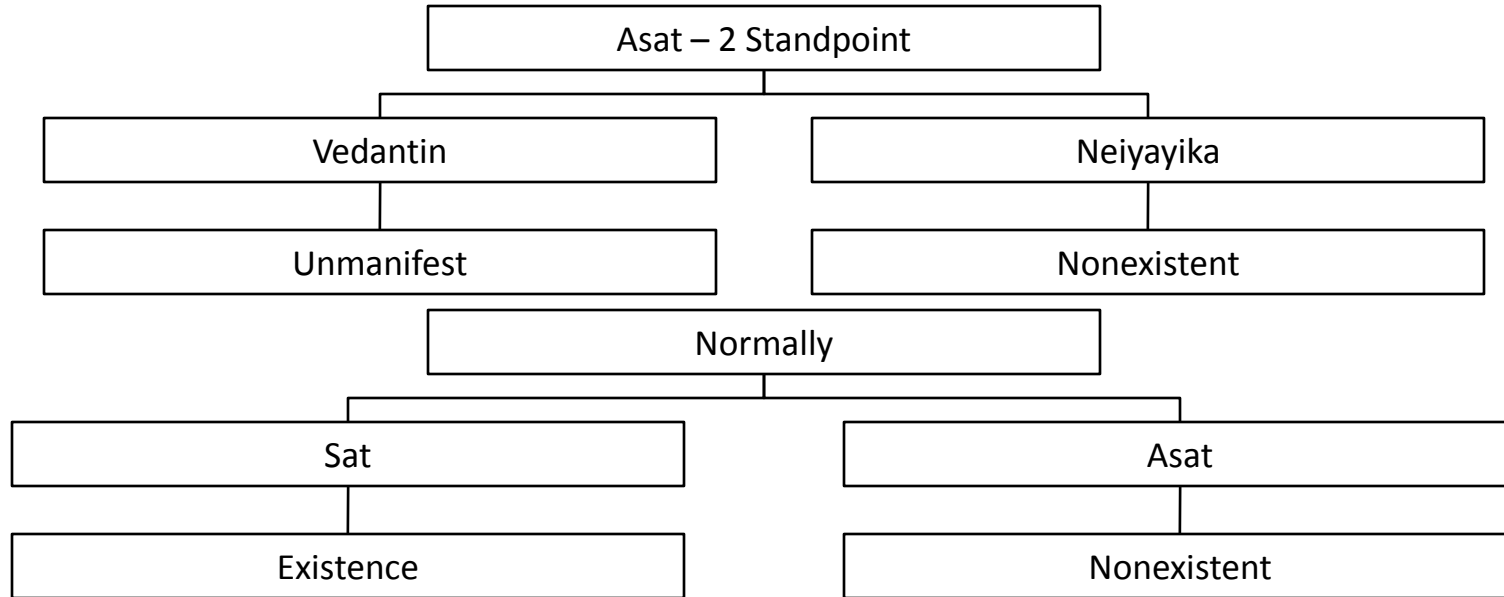 Asat – 2 Standpoint
Vedantin
Neiyayika
Unmanifest
Nonexistent
Normally
Sat
Asat
Existence
Nonexistent